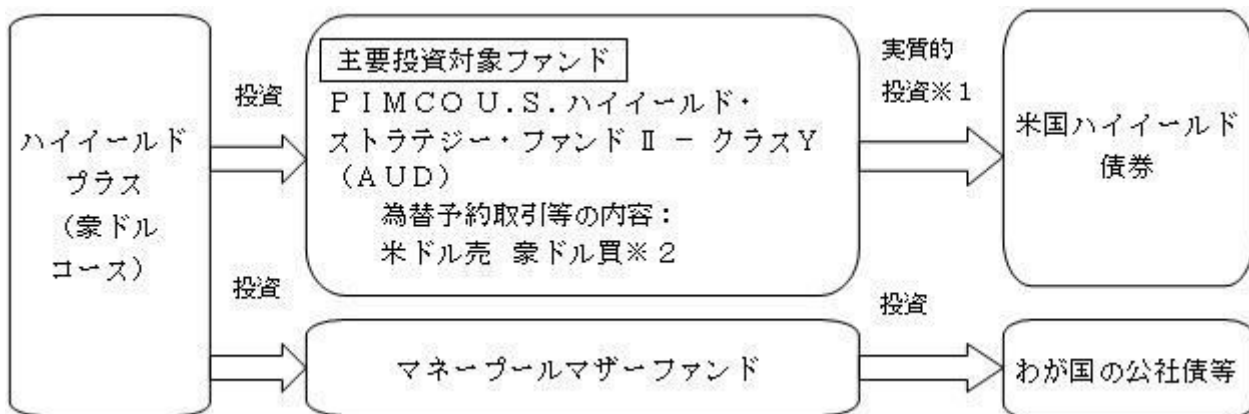 ハイイールド
プラス
（豪ドル
コース）
投資
投資
主要投資対象ファンド
ＰＩＭＣＯ Ｕ.Ｓ.ハイイールド・
ストラテジー・ファンド Ⅱ － クラスＹ
（ＡＵＤ）
為替予約取引等の内容：
米ドル売 豪ドル買※２
実質的
投資※１
米国ハイイールド
債券
マネープールマザーファンド
投資
わが国の公社債等